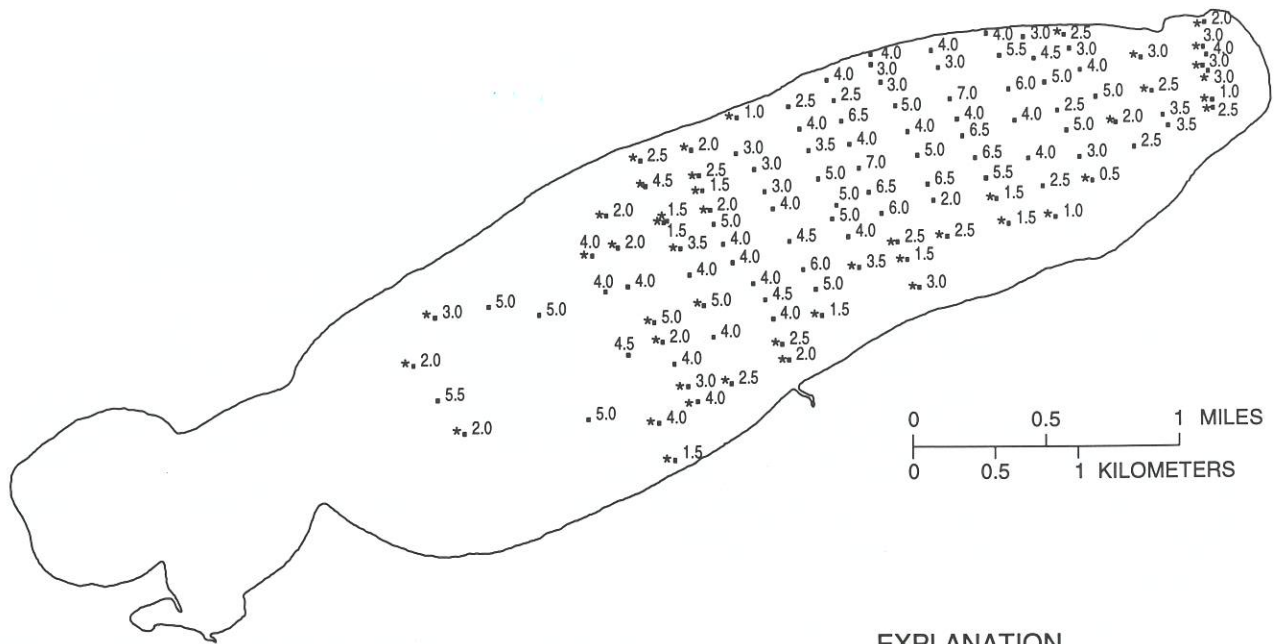 *. 2.0
3.0
4.0 3.0 *. 2.5
4.0 5.5 4.5 3.0 *. 3.0 *. 4.0
4.0 3.0 4.0 *. 3.0
4.0 3.0 6.0 5.0 *. 3.0
2.5 3.0 7.0 5.0 *. 2.5 *. 1.0
*. 1.0 2.5 5.0 2.5 3.5 *. 2.5
4.0 6.5 4.0 4.0 *. 2.0 3.5
*. 2.0 3.0 3.5 4.0 4.0 6.5 5.0 2.5
*. 2.5 3.0 7.0 5.0 6.5 4.0 3.0
*. 4.5 *. 2.5 5.0 6.5 5.5 2.5 *. 0.5
*. 1.5 3.0 6.5 2.0 *. 1.5
*. 2.0 *. 1.5 *. 2.0 4.0 5.0 6.0 *. 1.5 *. 1.0
1.5 5.0 5.0
4.0 *. 2.0 *. 3.5 4.0 4.5 4.0 *. 2.5 *. 2.5
*. 4.0 6.0 *. 3.5 *. 1.5
4.0 4.0 4.0 4.0 5.0 *. 3.0
*. 3.0 5.0 5.0 *. 5.0 4.5
*. 5.0 4.0 *. 1.5
4.5 *. 2.0 4.0 *. 2.5
*. 2.0 4.0 *. 2.0
*. 3.0 *. 2.5
5.5 *. 4.0
*. 2.0 5.0 *. 4.0
*. 1.5
0 0.5 1 MILES
0 0.5 1 KILOMETERS
EXPLANATION